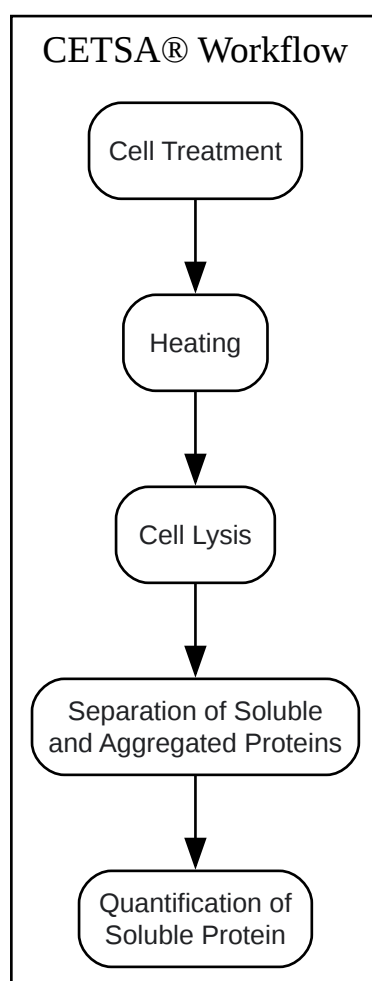 CETSA® Workflow
Cell Treatment
Heating
Cell Lysis
Separation of Soluble
and Aggregated Proteins
Quantification of
Soluble Protein